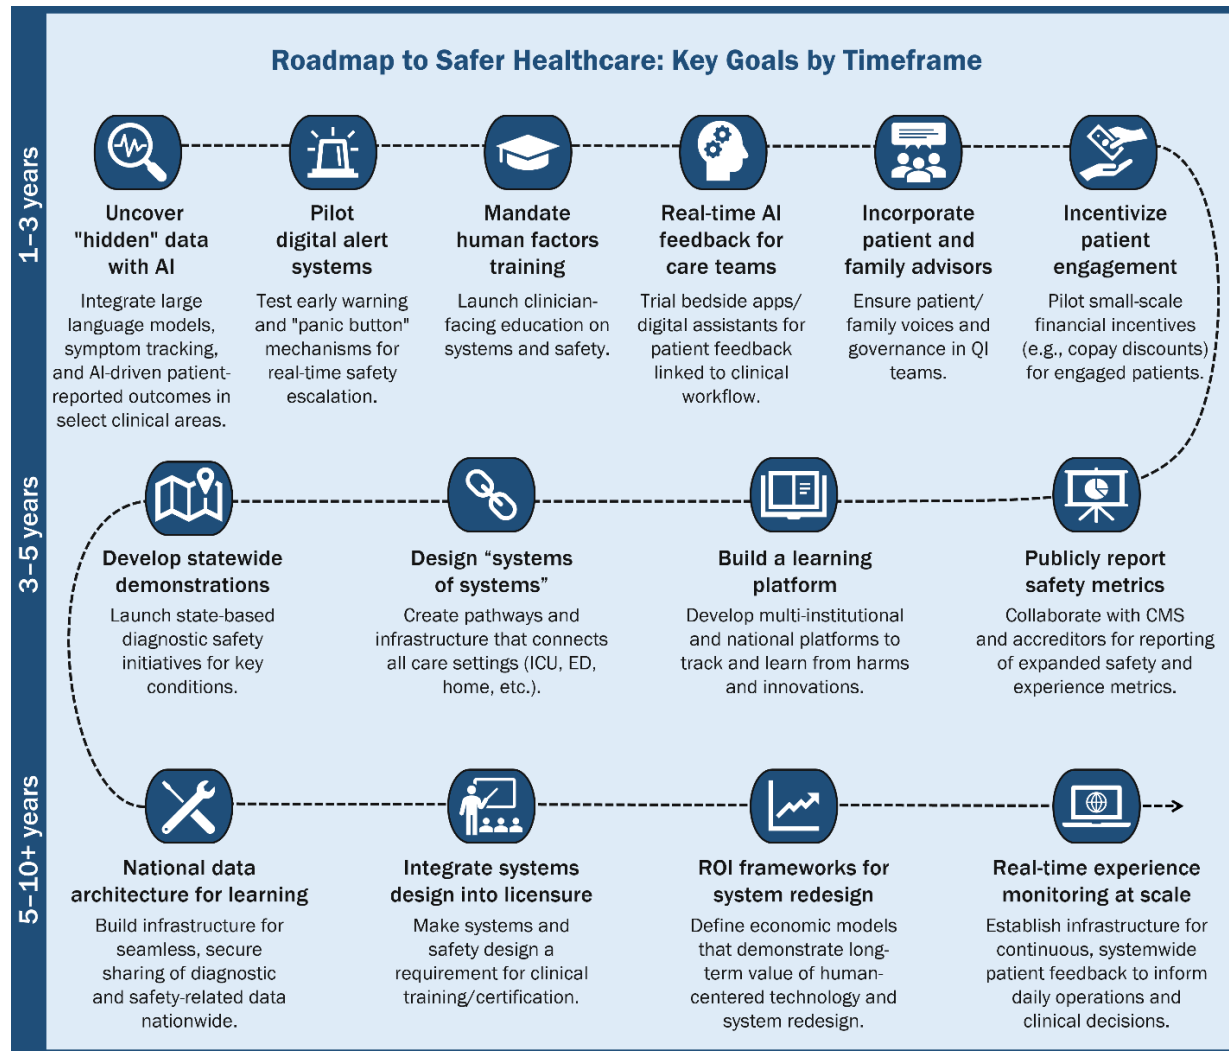 Roadmap to Safer Healthcare: Key Goals by Timeframe
1–3 years
Uncover
"hidden" data
with AI
Integrate large
language models,
symptom tracking,
and AI-driven patient-
reported outcomes in
select clinical areas.
Pilot
digital alert
systems
Test early warning
and "panic button"
mechanisms for
real-time safety
escalation.
Mandate
human factors
training
Launch clinician-
facing education on
systems and safety.
Real-time AI
feedback for
care teams
Trial bedside apps/
digital assistants for
patient feedback
linked to clinical
workflow.
Incorporate
patient and
family advisors
Ensure patient/
family voices and
governance in QI
teams.
Incentivize
patient
engagement
Pilot small-scale
financial incentives
(e.g., copay discounts)
for engaged patients.
3–5 years
Develop statewide
demonstrations
Launch state-based
diagnostic safety
initiatives for key
conditions.
Design “systems
of systems”
Create pathways and
infrastructure that connects
all care settings (ICU, ED,
home, etc.).
Build a learning
platform
Develop multi-institutional
and national platforms to
track and learn from harms
and innovations.
Publicly report
safety metrics
Collaborate with CMS
and accreditors for reporting
of expanded safety and
experience metrics.
5–10+ years
National data
architecture for learning
Build infrastructure for
seamless, secure
sharing of diagnostic
and safety-related data
nationwide.
Integrate systems
design into licensure
Make systems and
safety design a
requirement for clinical
training/certification.
ROI frameworks for
system redesign
Define economic models
that demonstrate long-
term value of human-
centered technology and
system redesign.
Real-time experience
monitoring at scale
Establish infrastructure for
continuous, systemwide
patient feedback to inform
daily operations and
clinical decisions.